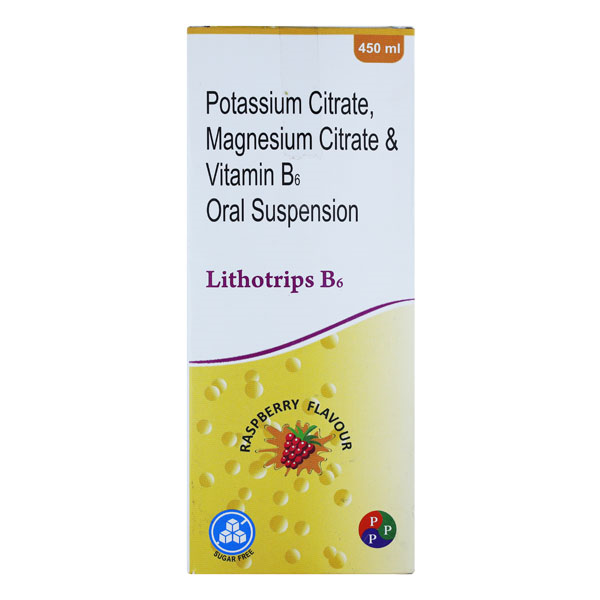 450 ml
Potassium Citrate,
Magnesium Citrate &
Vitamin B₆
Oral Suspension
Lithotrips B₆
RASPBERRY FLAVOUR
SUGAR FREE
P P
P